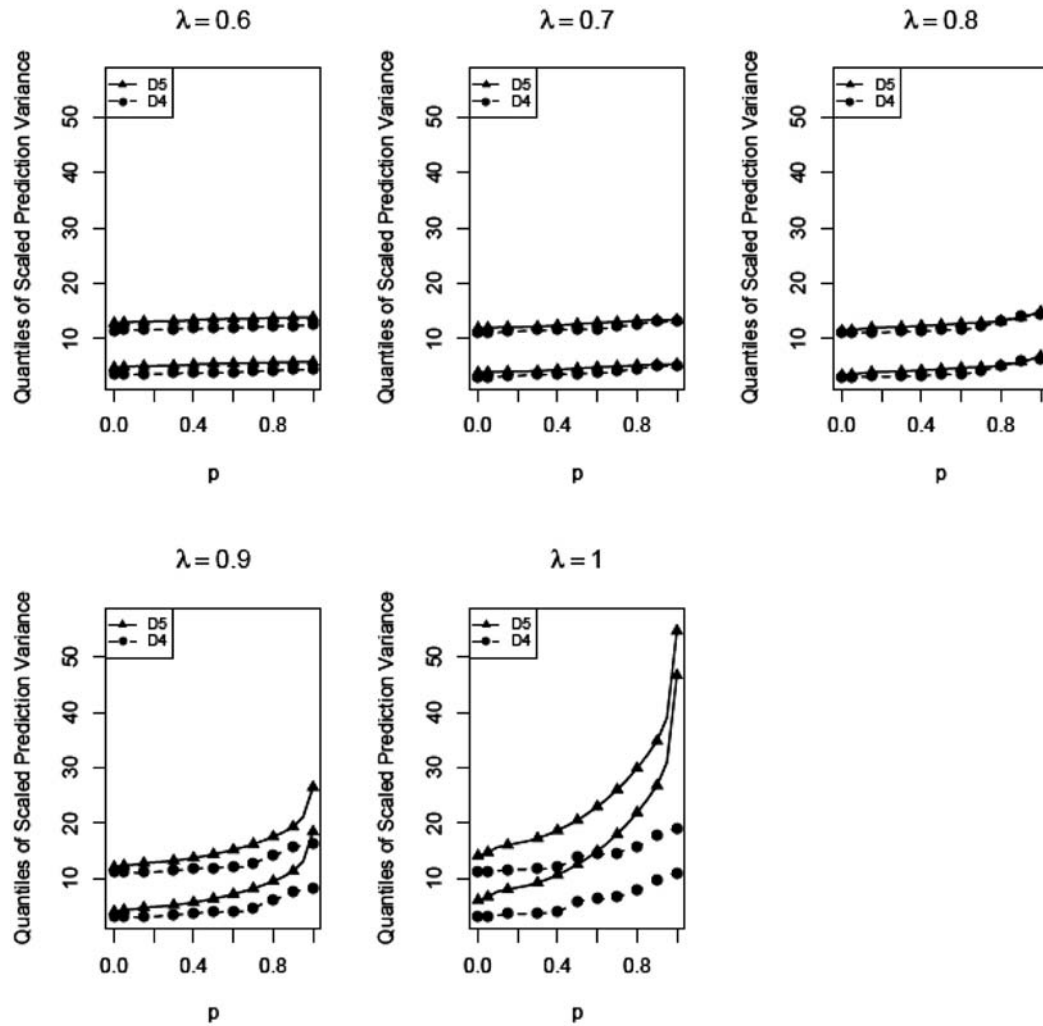 λ = 0.6
λ = 0.7
λ = 0.8
Quantiles of Scaled Prediction Variance
50
40
30
20
10
D5
D4
0.0
0.4
0.8
p
Quantiles of Scaled Prediction Variance
50
40
30
20
10
D5
D4
0.0
0.4
0.8
p
Quantiles of Scaled Prediction Variance
50
40
30
20
10
D5
D4
0.0
0.4
0.8
p
λ = 0.9
λ = 1
Quantiles of Scaled Prediction Variance
50
40
30
20
10
D5
D4
0.0
0.4
0.8
p
Quantiles of Scaled Prediction Variance
50
40
30
20
10
D5
D4
0.0
0.4
0.8
p